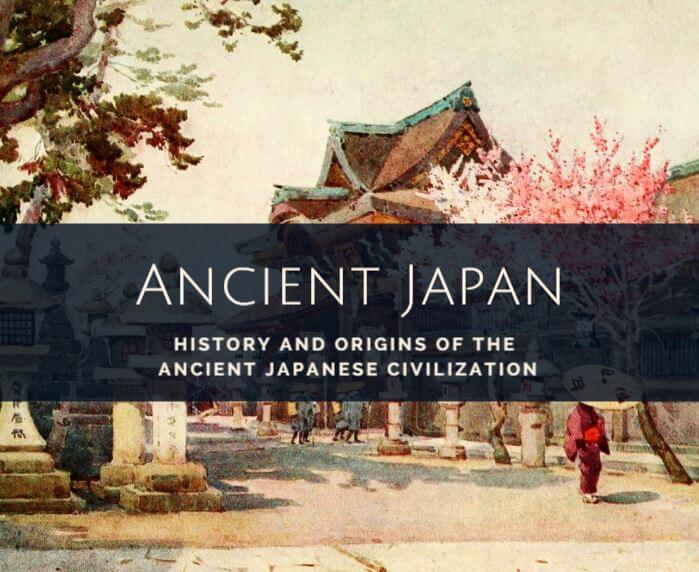 ANCIENT JAPAN
HISTORY AND ORIGINS OF THE
ANCIENT JAPANESE CIVILIZATION